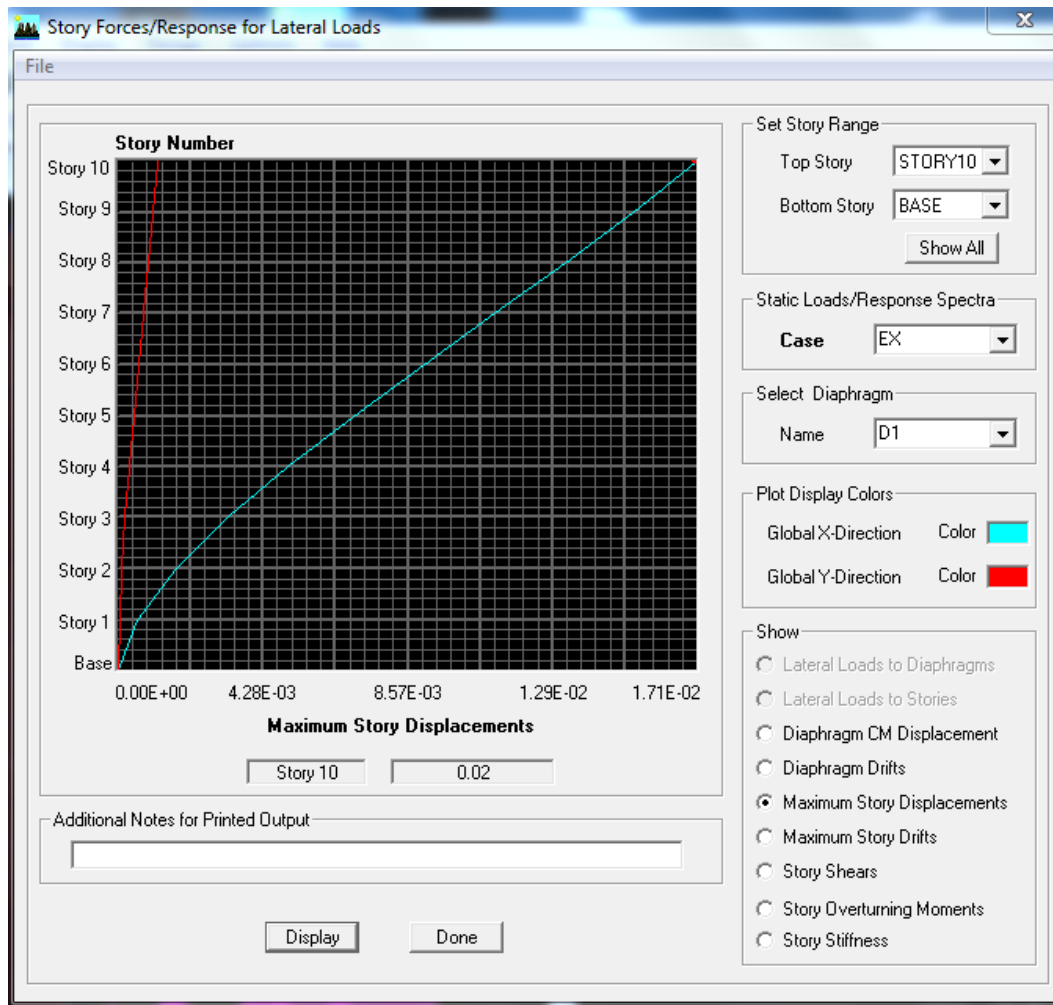 Story Forces/Response for Lateral Loads
X
File
Story Number
Story 10
Story 9
Story 8
Story 7
Story 6
Story 5
Story 4
Story 3
Story 2
Story 1
Base
0.00E+00 4.28E-03 8.57E-03 1.29E-02 1.71E-02
Maximum Story Displacements
Story 10 0.02
Additional Notes for Printed Output
Display Done
Set Story Range
Top Story STORY10
Bottom Story BASE
Show All
Static Loads/Response Spectra
Case EX
Select Diaphragm
Name D1
Plot Display Colors
Global X-Direction Color
Global Y-Direction Color
Show
Lateral Loads to Diaphragms
Lateral Loads to Stories
Diaphragm CM Displacement
Diaphragm Drifts
Maximum Story Displacements
Maximum Story Drifts
Story Shears
Story Overturning Moments
Story Stiffness